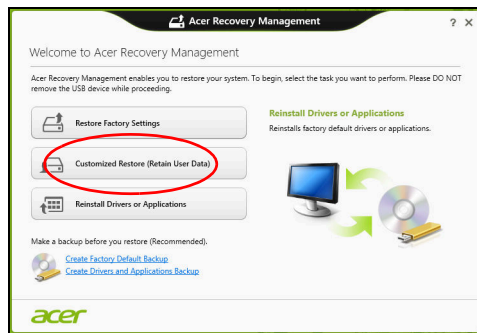 Acer Recovery Management
? ×
Welcome to Acer Recovery Management
Acer Recovery Management enables you to restore your system. To begin, select the task you want to perform. Please DO NOT
remove the USB device while proceeding.
Restore Factory Settings
Customized Restore (Retain User Data)
Reinstall Drivers or Applications
Reinstall Drivers or Applications
Reinstalls factory default drivers or applications.
Make a backup before you restore (Recommended).
Create Factory Default Backup
Create Drivers and Applications Backup
acer